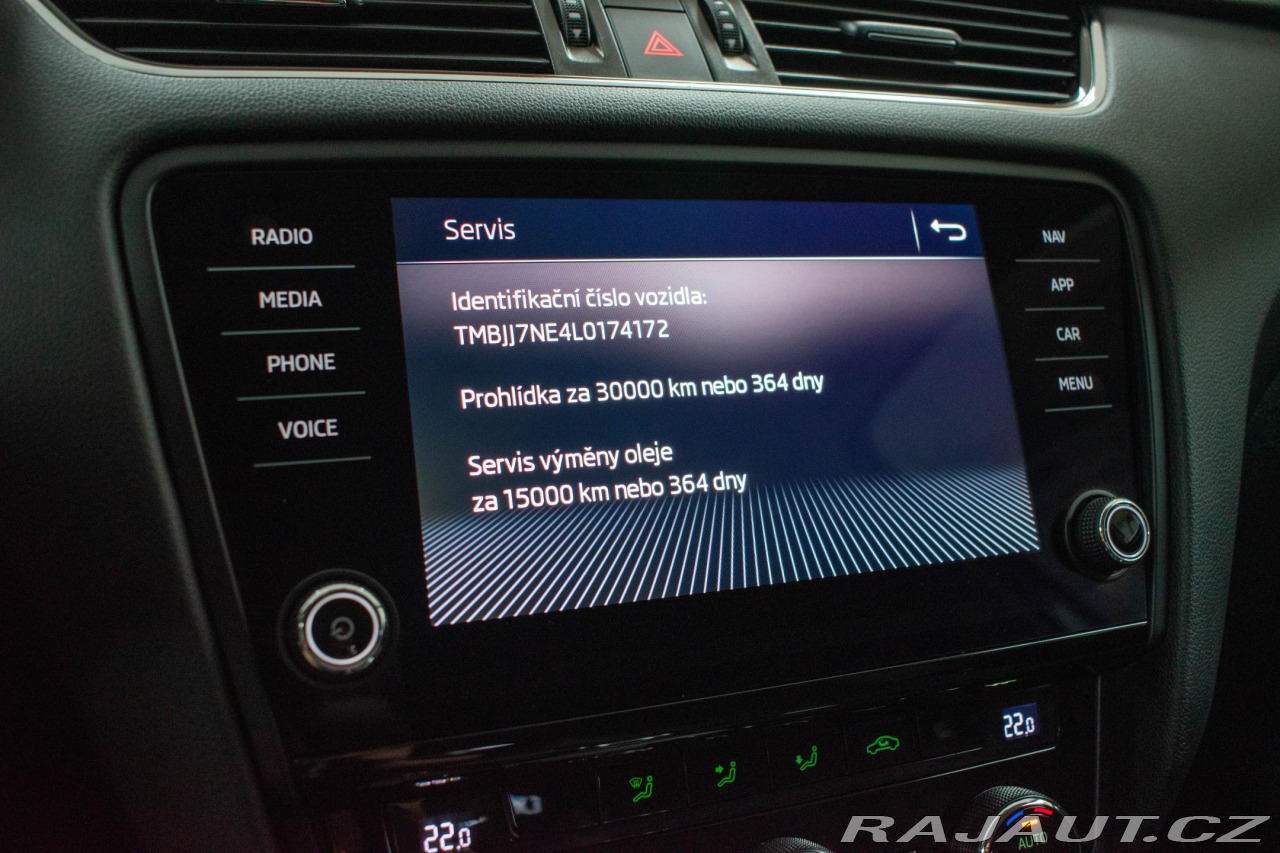 RADIO
MEDIA
PHONE
VOICE
Servis
Identifikační číslo vozidla:
TMBJJ7NE4L0174172
Prohlídka za 30000 km nebo 364 dny
Servis výměny oleje
za 15000 km nebo 364 dny
NAV
APP
CAR
MENU
22.0
22.0
AUTO
RAJAUT.CZ